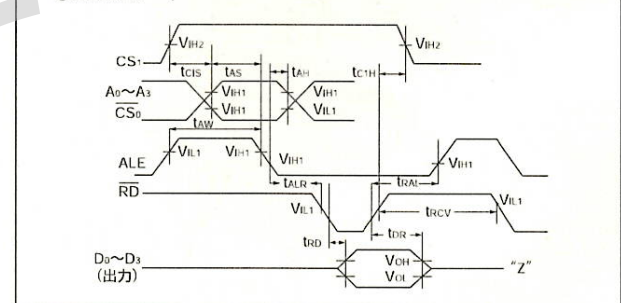 VIH2 VIH2
CS1
tCIS tAS tAH tC1H
A0～A3 VIH1 VIH1
CS0 VIH1 VIL1
tAW
ALE VIL1 VIH1 VIH1 VIH1
tALR tRAL
RD
VIL1 tRCV VIL1
tRD tDR
D0～D3 VOH "Z"
(出力) VOL